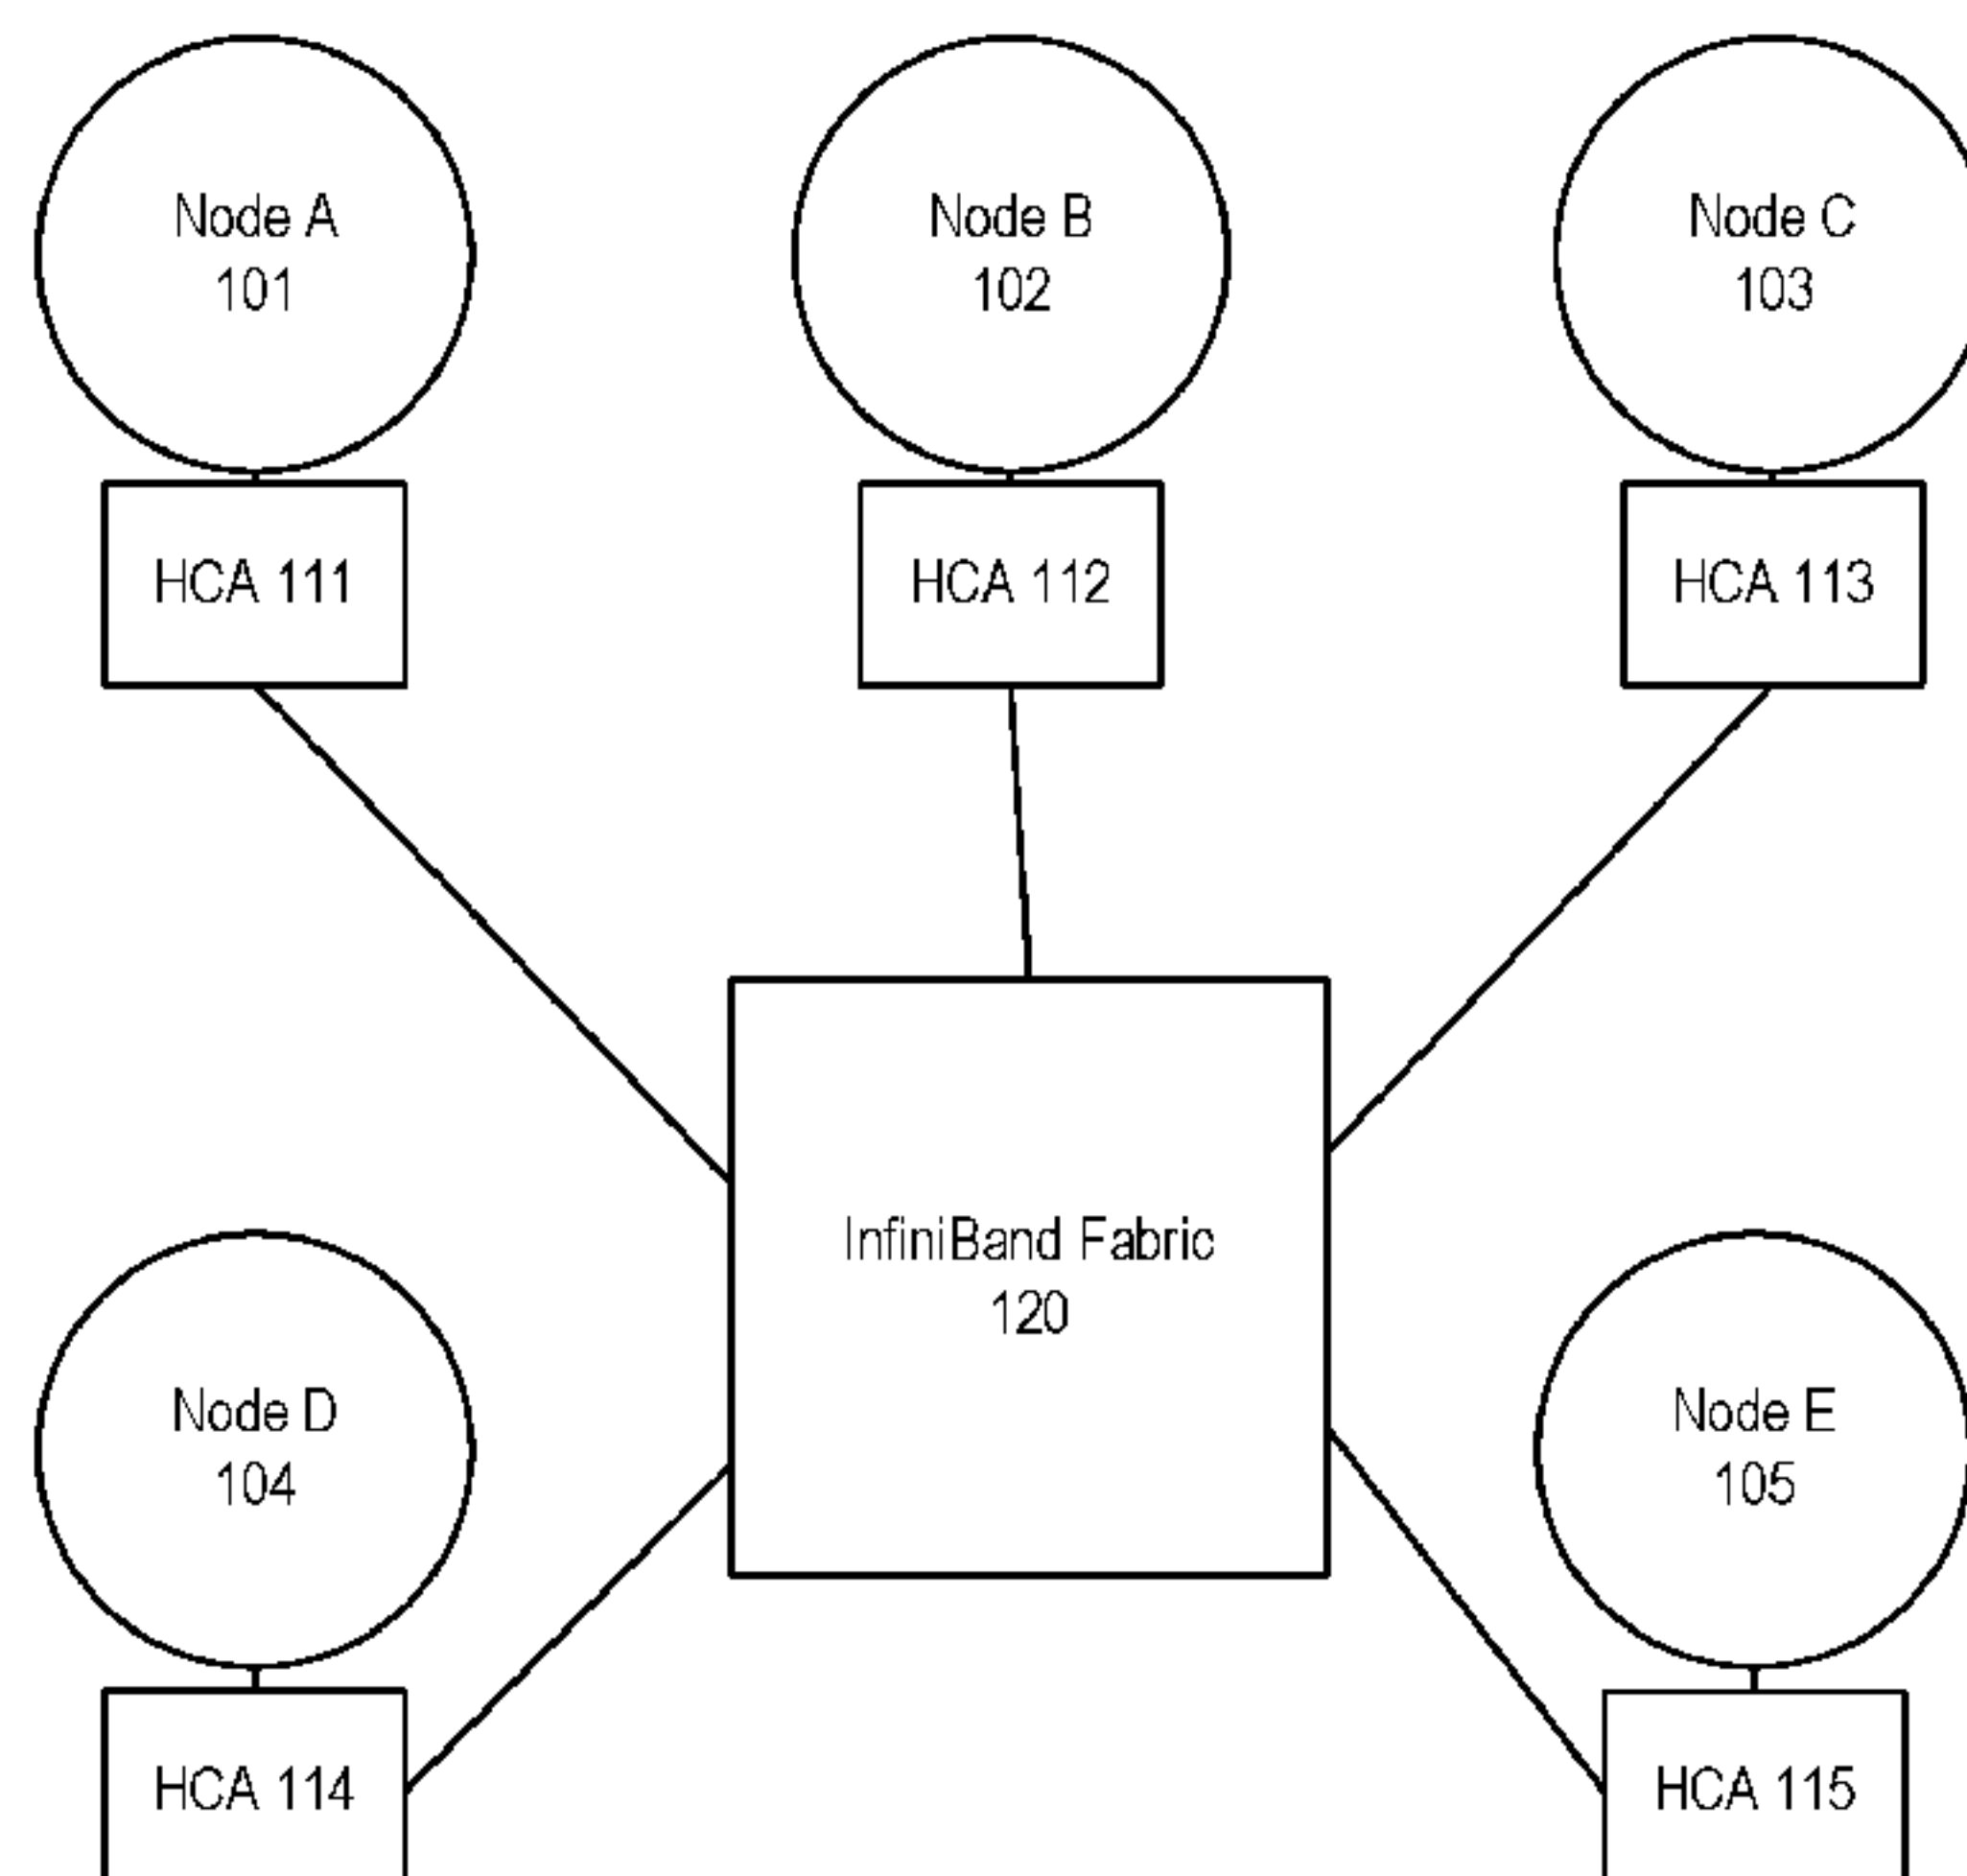 Node A
101
Node B
102
Node C
103
HCA 111
HCA 112
HCA 113
InfiniBand Fabric
120
Node D
104
Node E
105
HCA 114
HCA 115